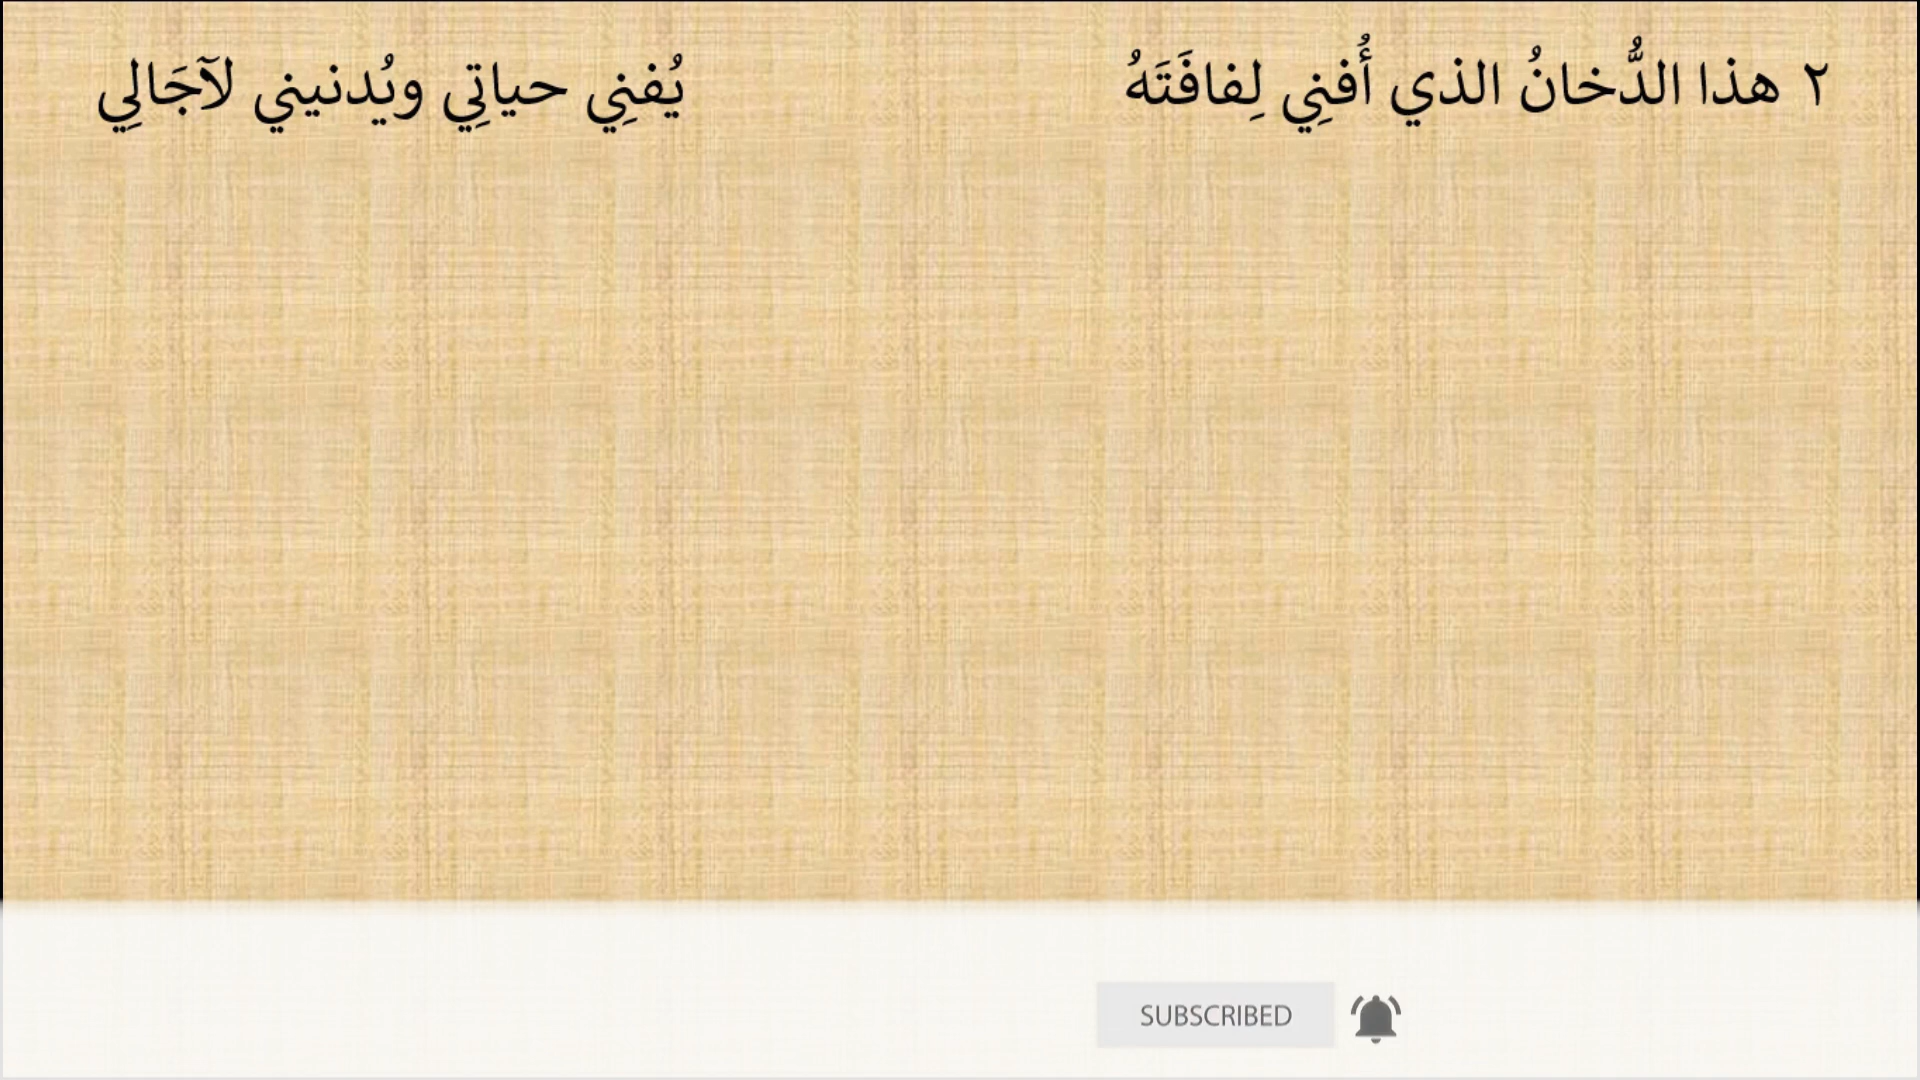 ٢ هذا الدُّخانُ الذي أُفنِي لِفافَتَهُ يُفنِي حياتِي ويُدنيني لآجَالِي
SUBSCRIBED